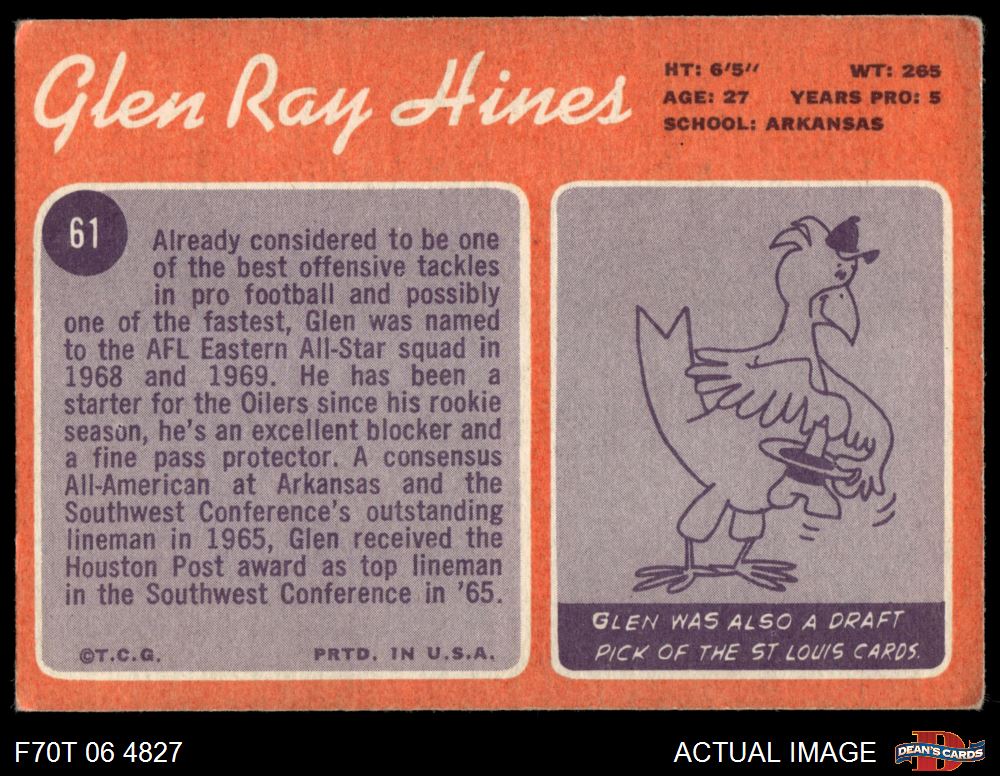 Glen Ray Hines
HT: 6'5" WT: 265
AGE: 27 YEARS PRO: 5
SCHOOL: ARKANSAS
61
Already considered to be one
of the best offensive tackles
in pro football and possibly
one of the fastest, Glen was named
to the AFL Eastern All-Star squad in
1968 and 1969. He has been a
starter for the Oilers since his rookie
season, he's an excellent blocker and
a fine pass protector. A consensus
All-American at Arkansas and the
Southwest Conference's outstanding
lineman in 1965, Glen received the
Houston Post award as top lineman
in the Southwest Conference in '65.
©T.C.G. PRTD. IN U.S.A.
GLEN WAS ALSO A DRAFT
PICK OF THE ST LOUIS CARDS.
F70T 06 4827 ACTUAL IMAGE
D
DEAN'S CARDS